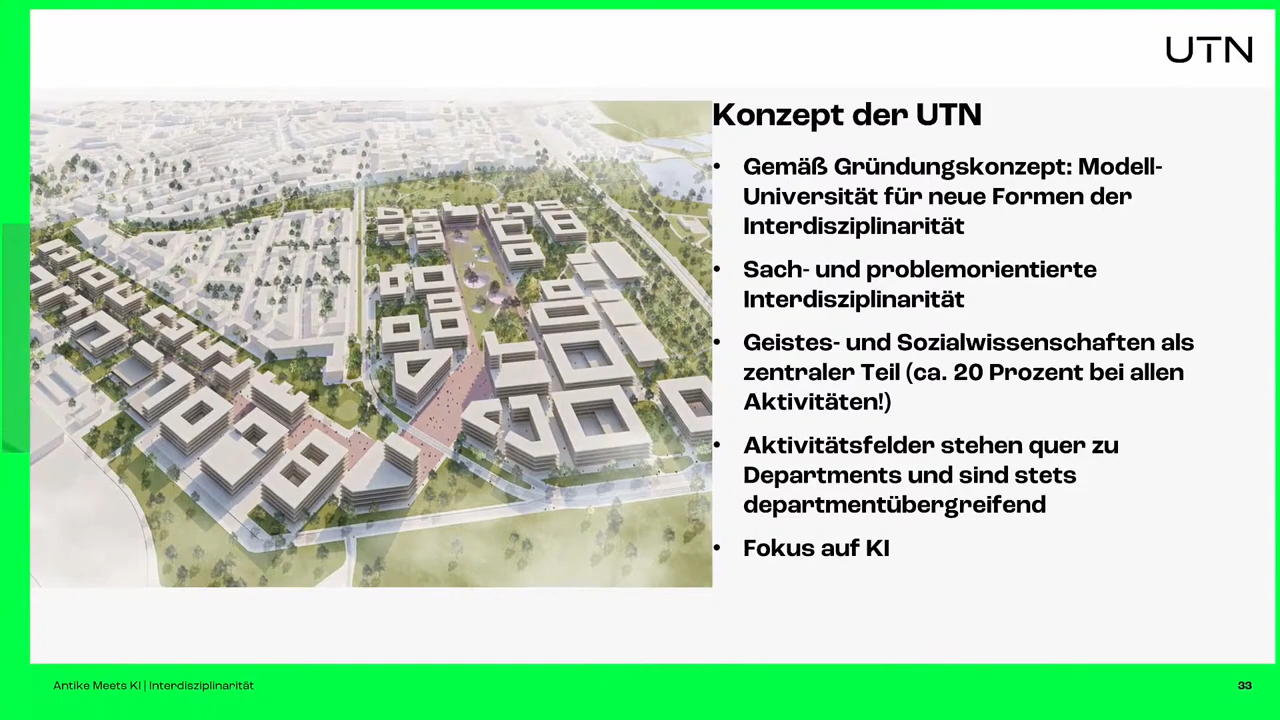 UTN
Konzept der UTN
• Gemäß Gründungskonzept: Modell-
Universität für neue Formen der
Interdisziplinarität
• Sach- und problemorientierte
Interdisziplinarität
• Geistes- und Sozialwissenschaften als
zentraler Teil (ca. 20 Prozent bei allen
Aktivitäten!)
• Aktivitätsfelder stehen quer zu
Departments und sind stets
departmentübergreifend
• Fokus auf KI
Antike Meets KI | Interdisziplinarität
33